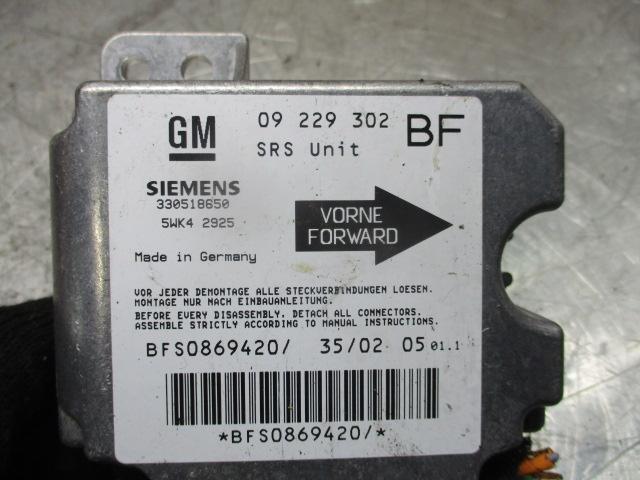 GM 09 229 302 BF
SRS Unit
SIEMENS
330518650
5WK4 2925
VORNE
FORWARD
Made in Germany
VOR JEDER DEMONTAGE ALLE STECKVERBINDUNGEN LOESEN.
MONTAGE NUR NACH EINBAUANLEITUNG.
BEFORE EVERY DISASSEMBLY, DETACH ALL CONNECTORS.
ASSEMBLE STRICTLY ACCORDING TO MANUAL INSTRUCTIONS.
BFS0869420/ 35/02 05 01.1
*BFS0869420/*